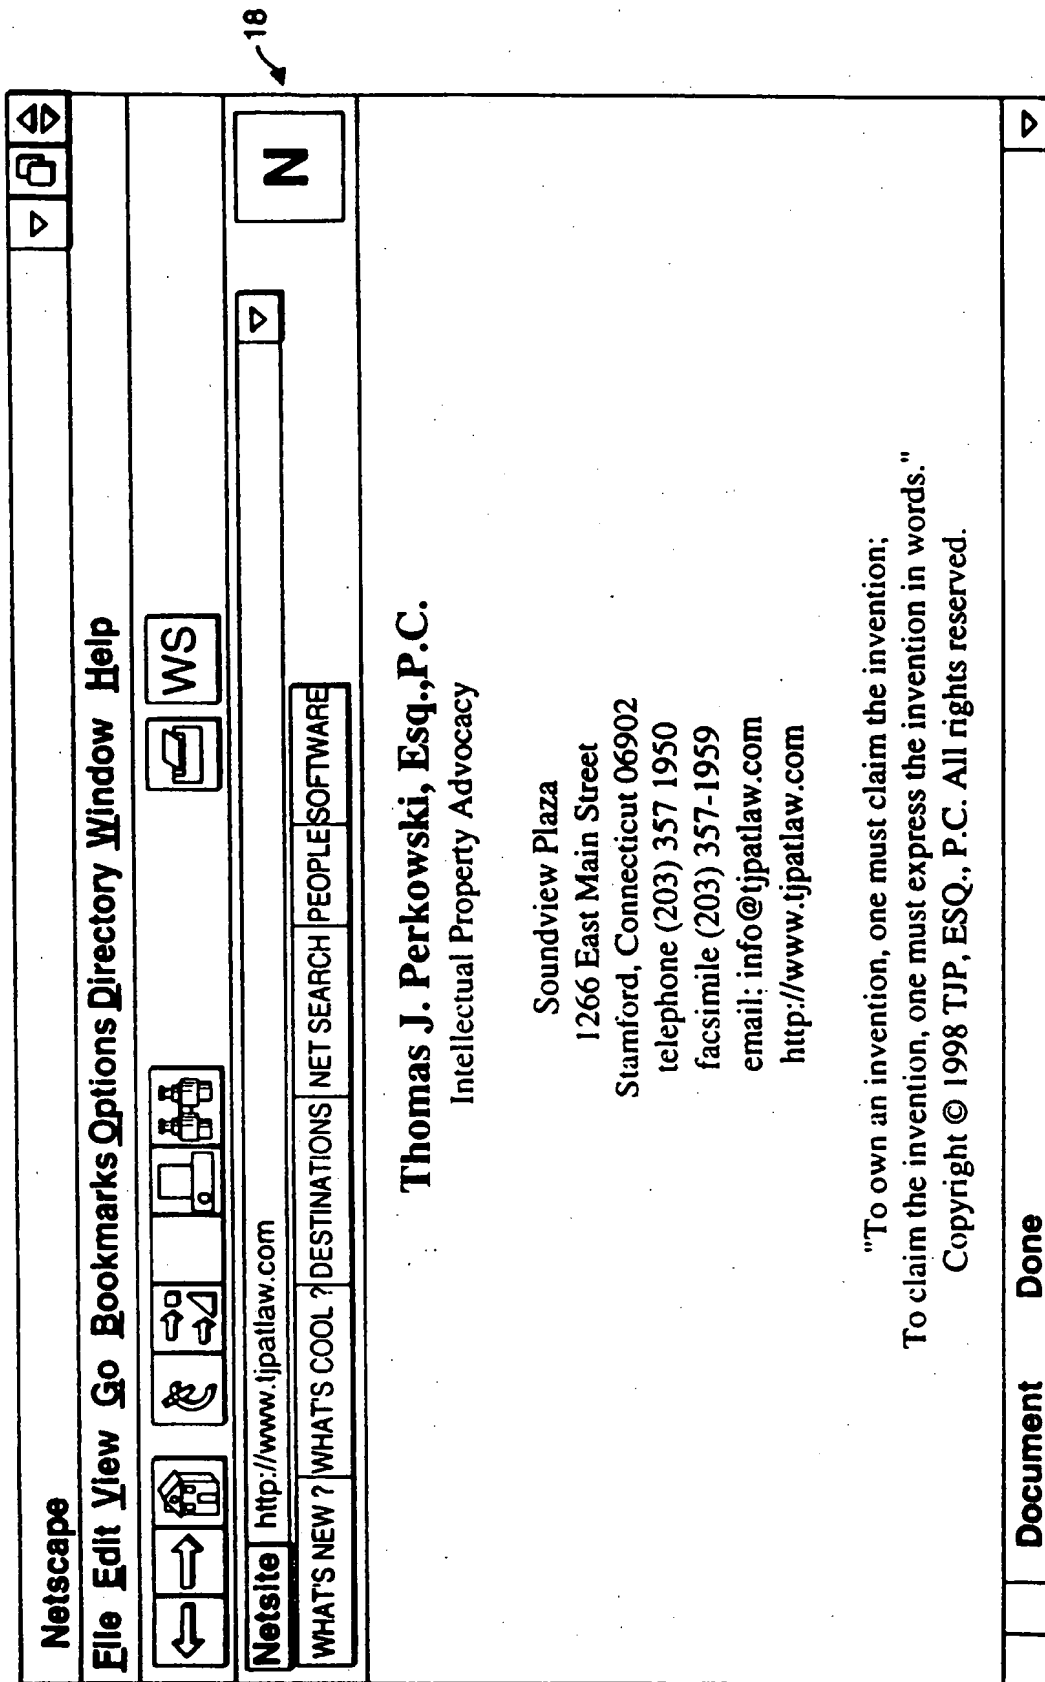 18
Netscape
File Edit View Go Bookmarks Options Directory Window Help
WS
Netsite http://www.tjpatlaw.com
N
WHAT'S NEW ? WHAT'S COOL ? DESTINATIONS NET SEARCH PEOPLE SOFTWARE
Thomas J. Perkowski, Esq.,P.C.
Intellectual Property Advocacy
Soundview Plaza
1266 East Main Street
Stamford, Connecticut 06902
telephone (203) 357 1950
facsimile (203) 357-1959
email: info@tjpatlaw.com
http://www.tjpatlaw.com
"To own an invention, one must claim the invention;
To claim the invention, one must express the invention in words."
Copyright © 1998 TJP, ESQ., P.C. All rights reserved.
Document Done